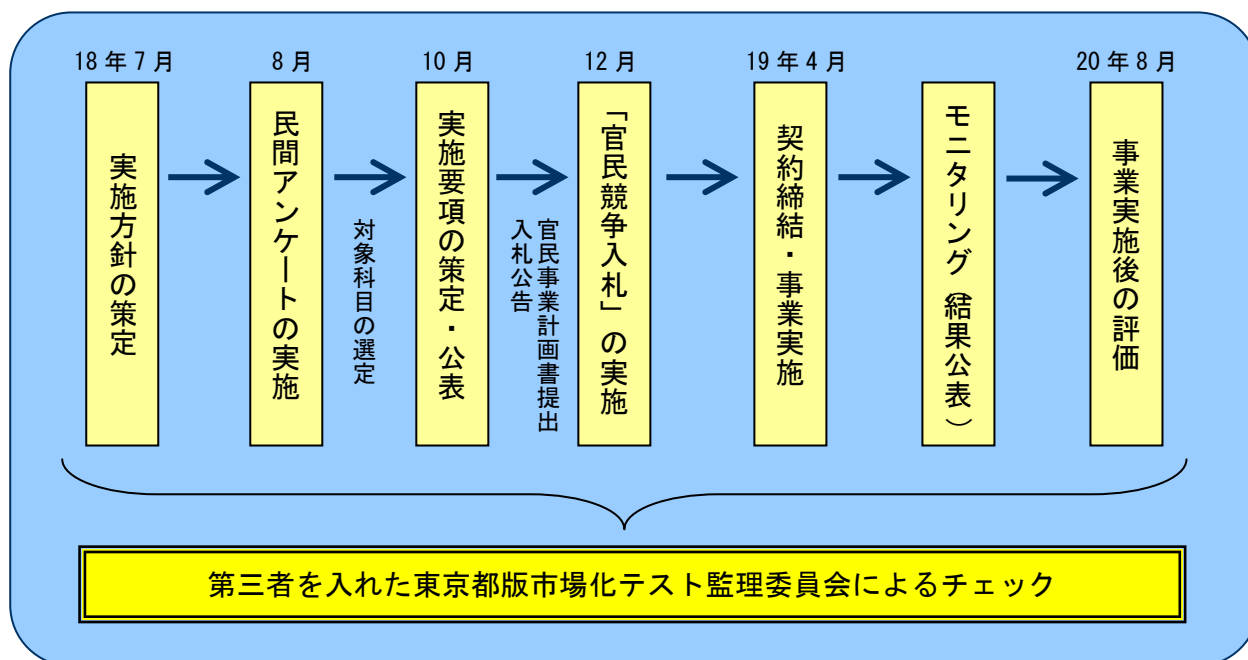 18年7月
実施方針の策定
8月
民間アンケートの実施
対象科目の選定
10月
実施要項の策定・公表
入札公告
官民事業計画書提出
12月
「官民競争入札」の実施
19年4月
契約締結・事業実施
モニタリング(結果公表)
20年8月
事業実施後の評価
第三者を入れた東京都版市場化テスト監理委員会によるチェック